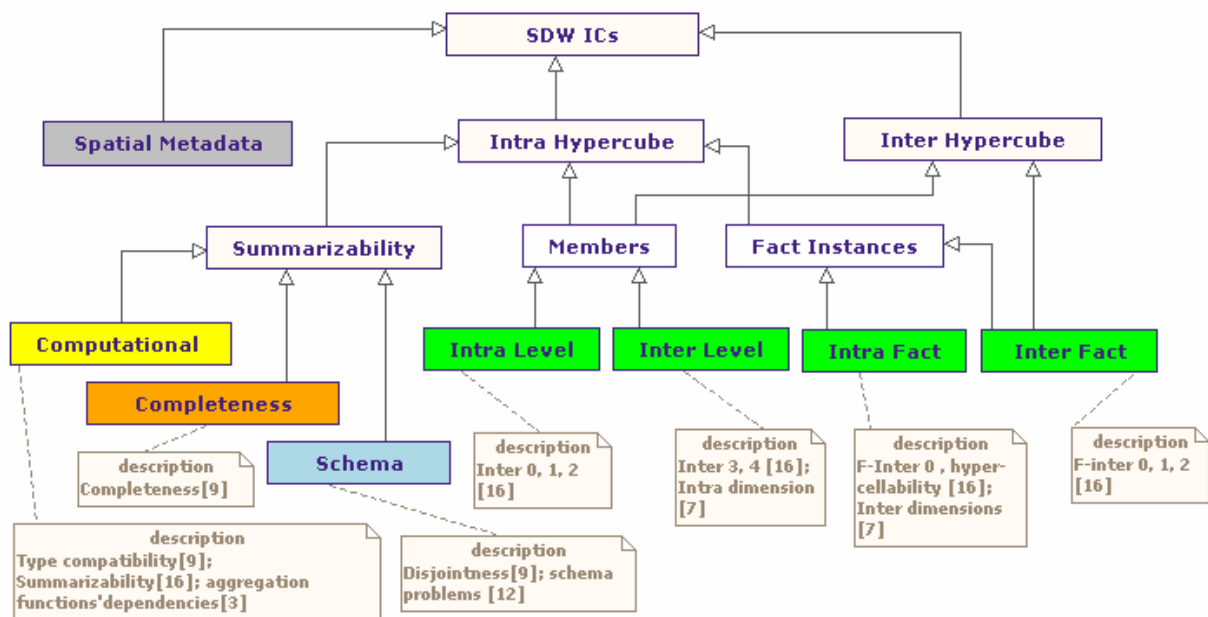 SDW ICs
Spatial Metadata
Intra Hypercube
Inter Hypercube
Summarizability
Members
Fact Instances
Computational
Intra Level
Inter Level
Intra Fact
Inter Fact
Completeness
Schema
description
Completeness[9]
description
Inter 0, 1, 2
[16]
description
Inter 3, 4 [16];
Intra dimension
[7]
description
F-Inter 0 , hyper-
cellability [16];
Inter dimensions
[7]
description
F-inter 0, 1, 2
[16]
description
Type compatibility[9];
Summarizability[16]; aggregation
functions'dependencies[3]
description
Disjointness[9]; schema
problems [12]